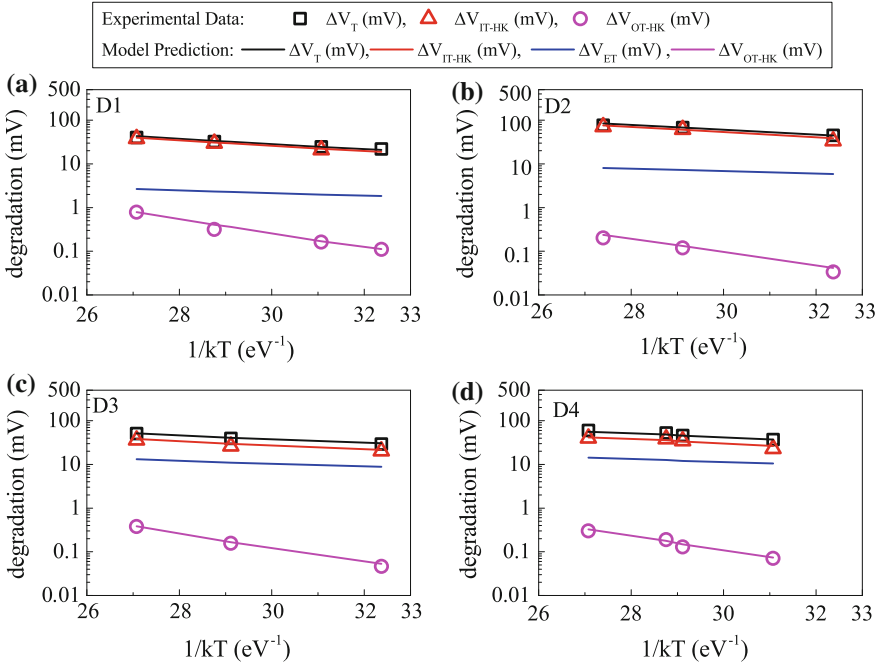 Experimental Data: ΔV_T (mV), ΔV_IT-HK (mV) ΔV_OT-HK (mV)
Model Prediction: ΔV_T (mV), ΔV_IT-HK (mV) ΔV_ET (mV) , ΔV_OT-HK (mV)
(a)
D1
degradation (mV)
500
100
10
1
0.1
0.01
26 28 30 32 33
1/kT (eV⁻¹)
(b)
D2
degradation (mV)
500
100
10
1
0.1
0.01
26 28 30 32 33
1/kT (eV⁻¹)
(c)
D3
degradation (mV)
500
100
10
1
0.1
0.01
26 28 30 32 33
1/kT (eV⁻¹)
(d)
D4
degradation (mV)
500
100
10
1
0.1
0.01
26 28 30 32 33
1/kT (eV⁻¹)